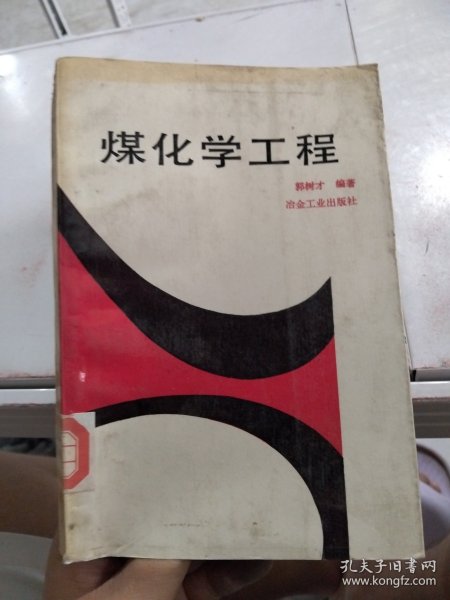 煤化学工程
郭树才 编著
冶金工业出版社
孔夫子旧书网
www.kongfz.com